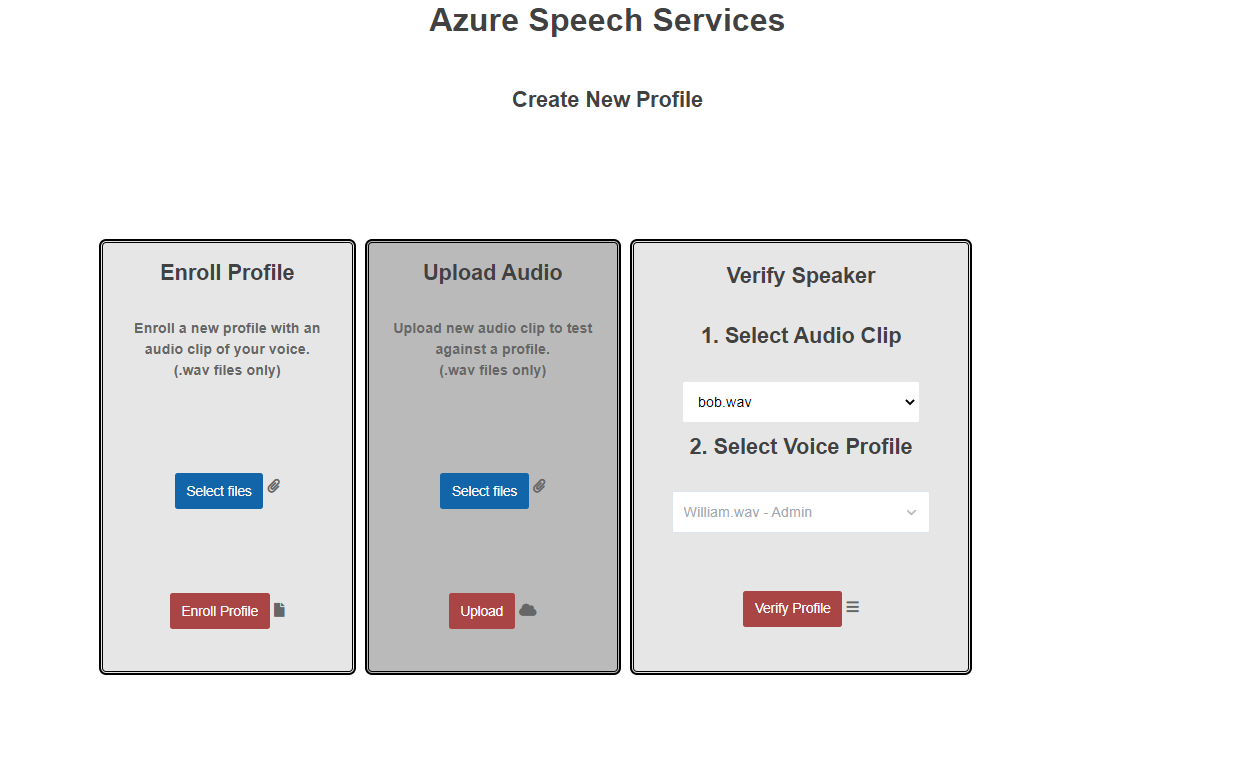 Azure Speech Services
Create New Profile
Enroll Profile
Enroll a new profile with an
audio clip of your voice.
(.wav files only)
Select files
Enroll Profile
Upload Audio
Upload new audio clip to test
against a profile.
(.wav files only)
Select files
Upload
Verify Speaker
1. Select Audio Clip
bob.wav
2. Select Voice Profile
William.wav - Admin
Verify Profile